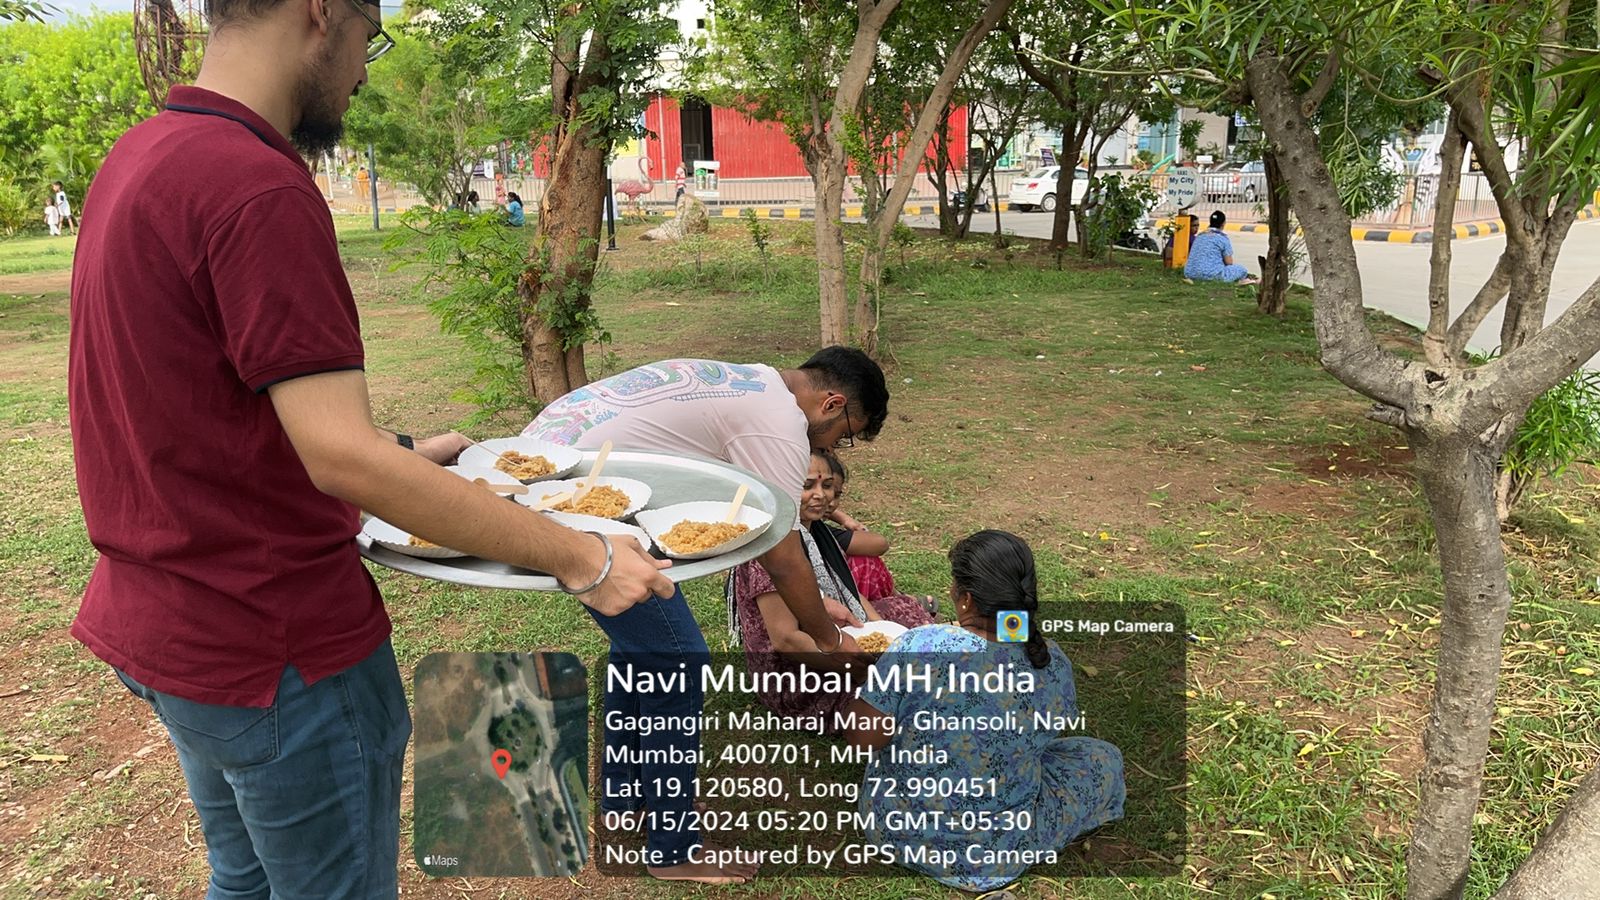 NANI
My City
My Pride
GPS Map Camera
Navi Mumbai,MH,India
Gagangiri Maharaj Marg, Ghansoli, Navi
Mumbai, 400701, MH, India
Lat 19.120580, Long 72.990451
06/15/2024 05:20 PM GMT+05:30
Note : Captured by GPS Map Camera
Maps